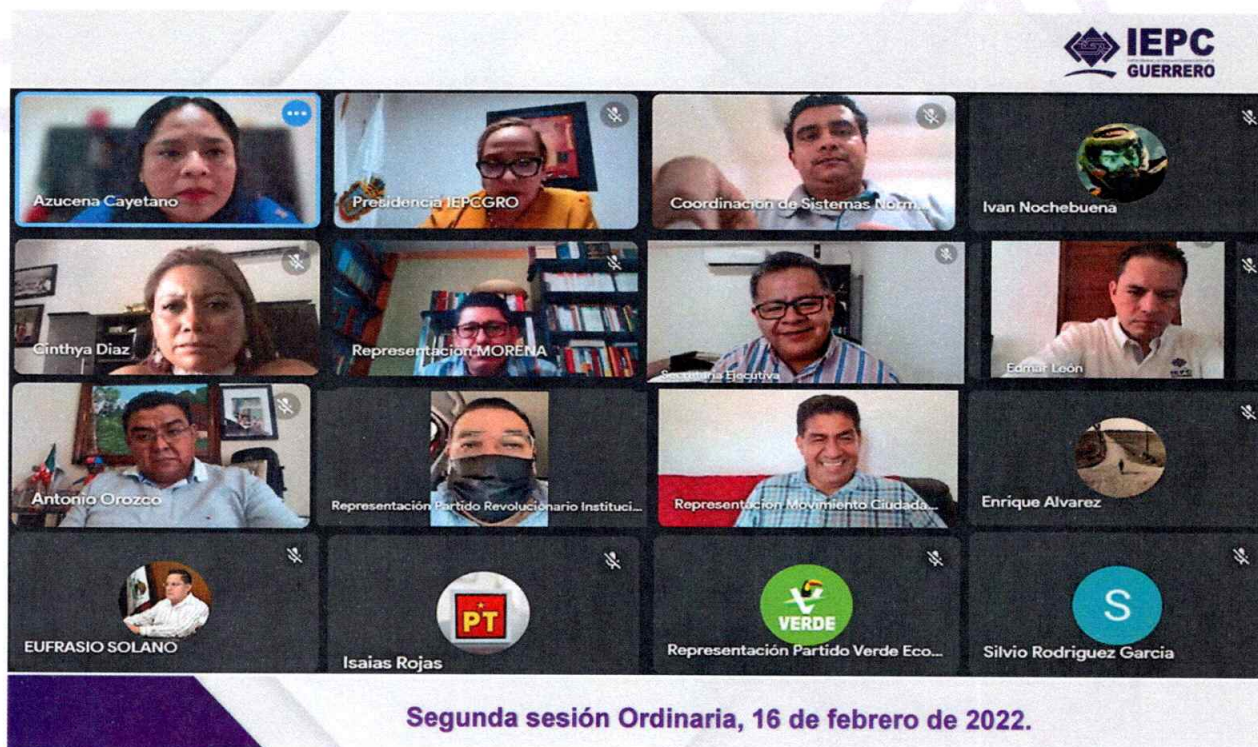 IEPC
GUERRERO
Azucena Cayetano
Presidencia IEPCGRO
Coordinación de Sistemas Norm...
Ivan Nochebuena
Cinthya Diaz
Representación MORENA
Secretaría Ejecutiva
Edmar León
IEPC
Antonio Orozco
Representación Partido Revolucionario Instituci...
Representación Movimiento Ciudada...
Enrique Alvarez
EUFRASIO SOLANO
PT
Isaias Rojas
VERDE
Representación Partido Verde Eco...
S
Silvio Rodriguez Garcia
Segunda sesión Ordinaria, 16 de febrero de 2022.